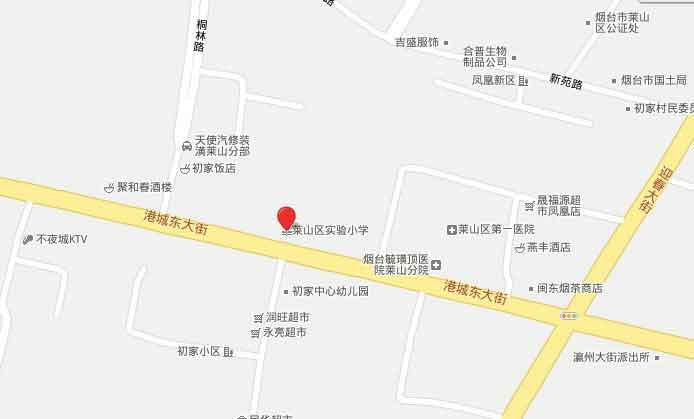 桐
林
路
吉盛服饰
合普生物
制品公司
烟台市莱山
区公证处
凤凰新区
新苑路
烟台市国土局
初家村民委员
天使汽修装
潢莱山分部
初家饭店
聚和春酒楼
迎春大街
晟福源超
市凤凰店
港城东大街
莱山区实验小学
莱山区第一医院
燕丰酒店
不夜城KTV
烟台毓璜顶医
院莱山分院
初家中心幼儿园
港城东大街
闽东烟茶商店
润旺超市
永亮超市
初家小区
瀛州大街派出所